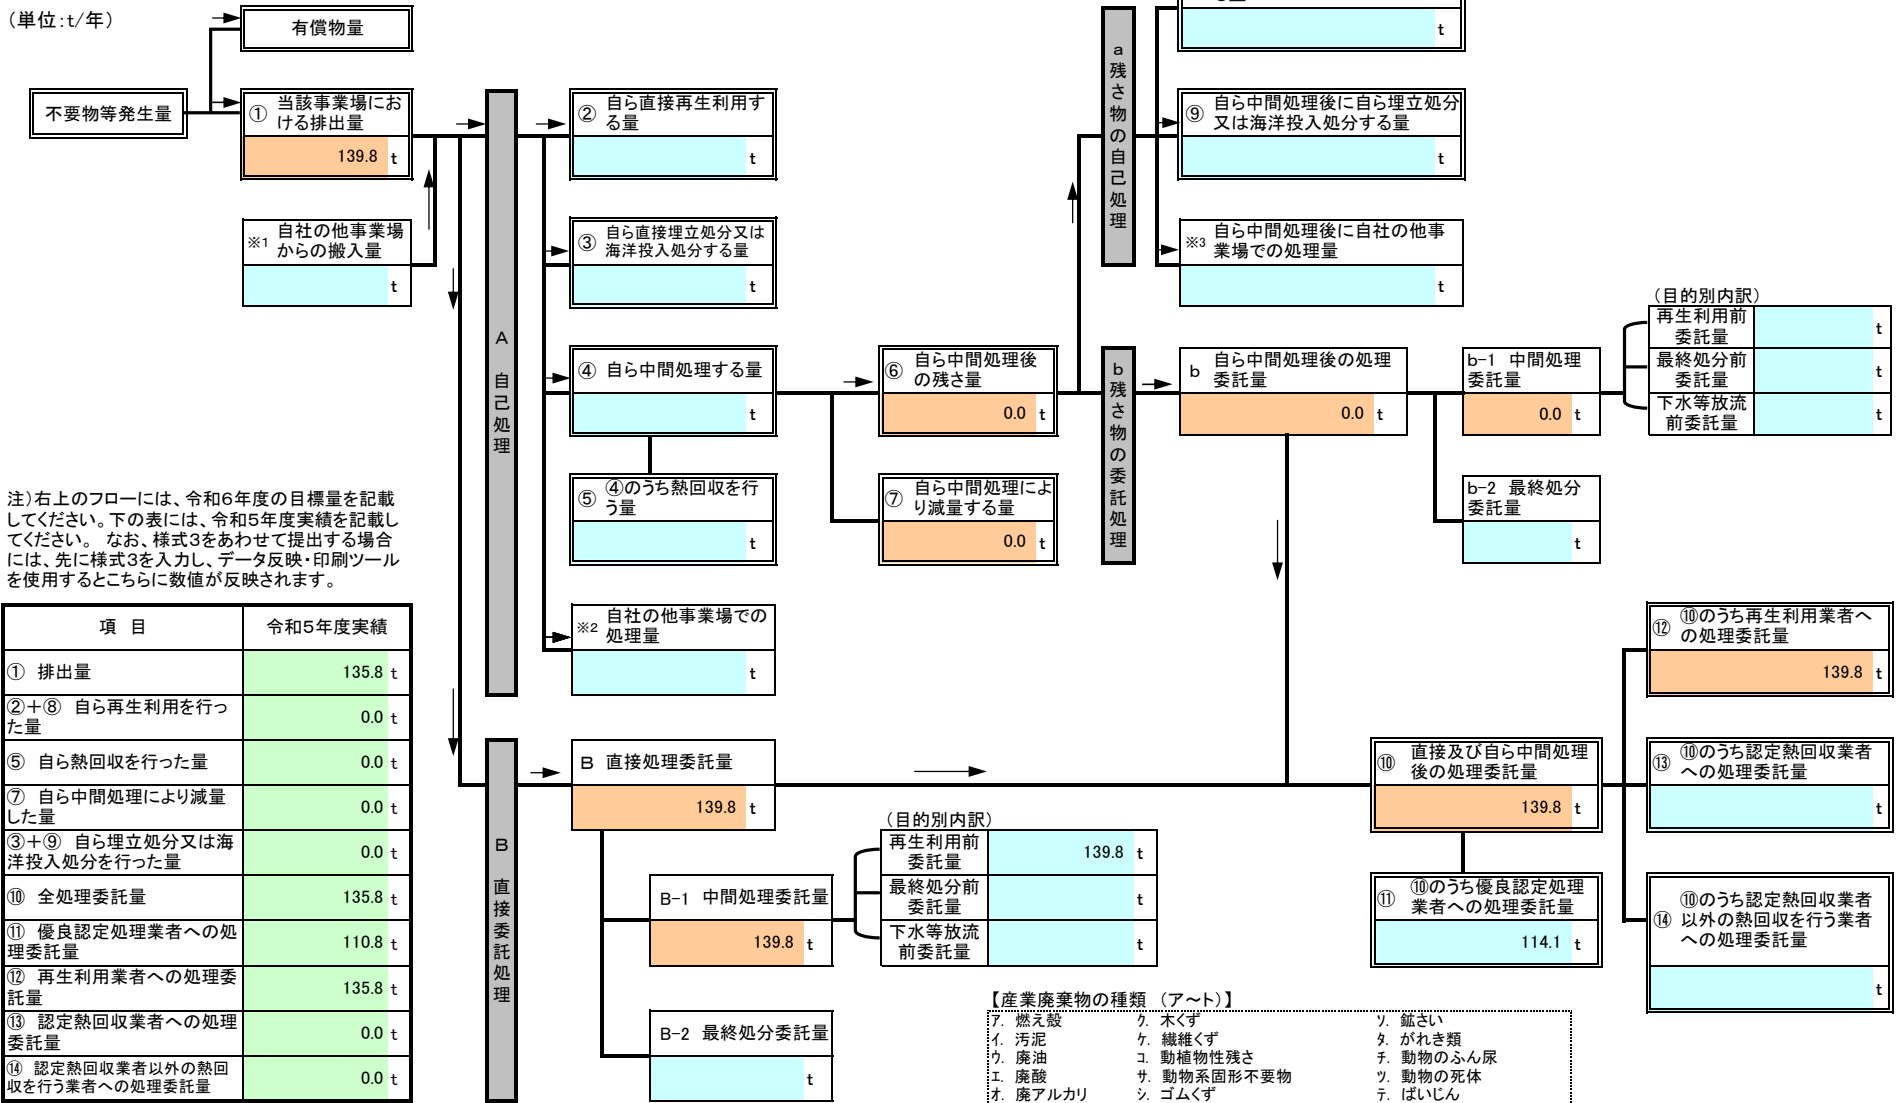 （単位:t/年）
有償物量
不要物等発生量
① 当該事業場にお
ける排出量
139.8 t
※1 自社の他事業場
からの搬入量
t
A 自己処理
② 自ら直接再生利用す
る量
t
③ 自ら直接埋立処分又は
海洋投入処分する量
t
④ 自ら中間処理する量
t
⑤ ④のうち熱回収を行
う量
t
※2 自社の他事業場での
処理量
t
⑥ 自ら中間処理後
の残さ量
0.0 t
⑦ 自ら中間処理によ
り減量する量
0.0 t
a 残さ物の自己処理
t
⑨ 自ら中間処理後に自ら埋立処分
又は海洋投入処分する量
t
※3 自ら中間処理後に自社の他事
業場での処理量
t
b 残さ物の委託処理
b 自ら中間処理後の処理
委託量
0.0 t
b-1 中間処理
委託量
0.0 t
b-2 最終処分
委託量
t
（目的別内訳）
再生利用前
委託量
t
最終処分前
委託量
t
下水等放流
前委託量
t
注）右上のフローには、令和６年度の目標量を記載
してください。下の表には、令和５年度実績を記載し
てください。 なお、様式３をあわせて提出する場合
には、先に様式３を入力し、データ反映・印刷ツール
を使用するとこちらに数値が反映されます。
項 目 令和５年度実績
① 排出量 135.8 t
②＋⑧ 自ら再生利用を行っ
た量 0.0 t
⑤ 自ら熱回収を行った量 0.0 t
⑦ 自ら中間処理により減量
した量 0.0 t
③＋⑨ 自ら埋立処分又は海
洋投入処分を行った量 0.0 t
⑩ 全処理委託量 135.8 t
⑪ 優良認定処理業者への処
理委託量 110.8 t
⑫ 再生利用業者への処理委
託量 135.8 t
⑬ 認定熱回収業者への処理
委託量 0.0 t
⑭ 認定熱回収業者以外の熱回
収を行う業者への処理委託量 0.0 t
B 直接委託処理
B 直接処理委託量
139.8 t
B-1 中間処理委託量
139.8 t
B-2 最終処分委託量
t
（目的別内訳）
再生利用前
委託量
139.8 t
最終処分前
委託量
t
下水等放流
前委託量
t
⑩ 直接及び自ら中間処理
後の処理委託量
139.8 t
⑪ ⑩のうち優良認定処理
業者への処理委託量
114.1 t
⑫ ⑩のうち再生利用業者へ
の処理委託量
139.8 t
⑬ ⑩のうち認定熱回収業者
への処理委託量
t
⑭ ⑩のうち認定熱回収業者
以外の熱回収を行う業者
への処理委託量
t
【産業廃棄物の種類 （ア～ト）】
ア. 燃え殻 ク. 木くず ソ. 鉱さい
イ. 汚泥 ケ. 繊維くず タ. がれき類
ウ. 廃油 コ. 動植物性残さ チ. 動物のふん尿
エ. 廃酸 サ. 動物系固形不要物 ツ. 動物の死体
オ. 廃アルカリ シ. ゴムくず テ. ばいじん